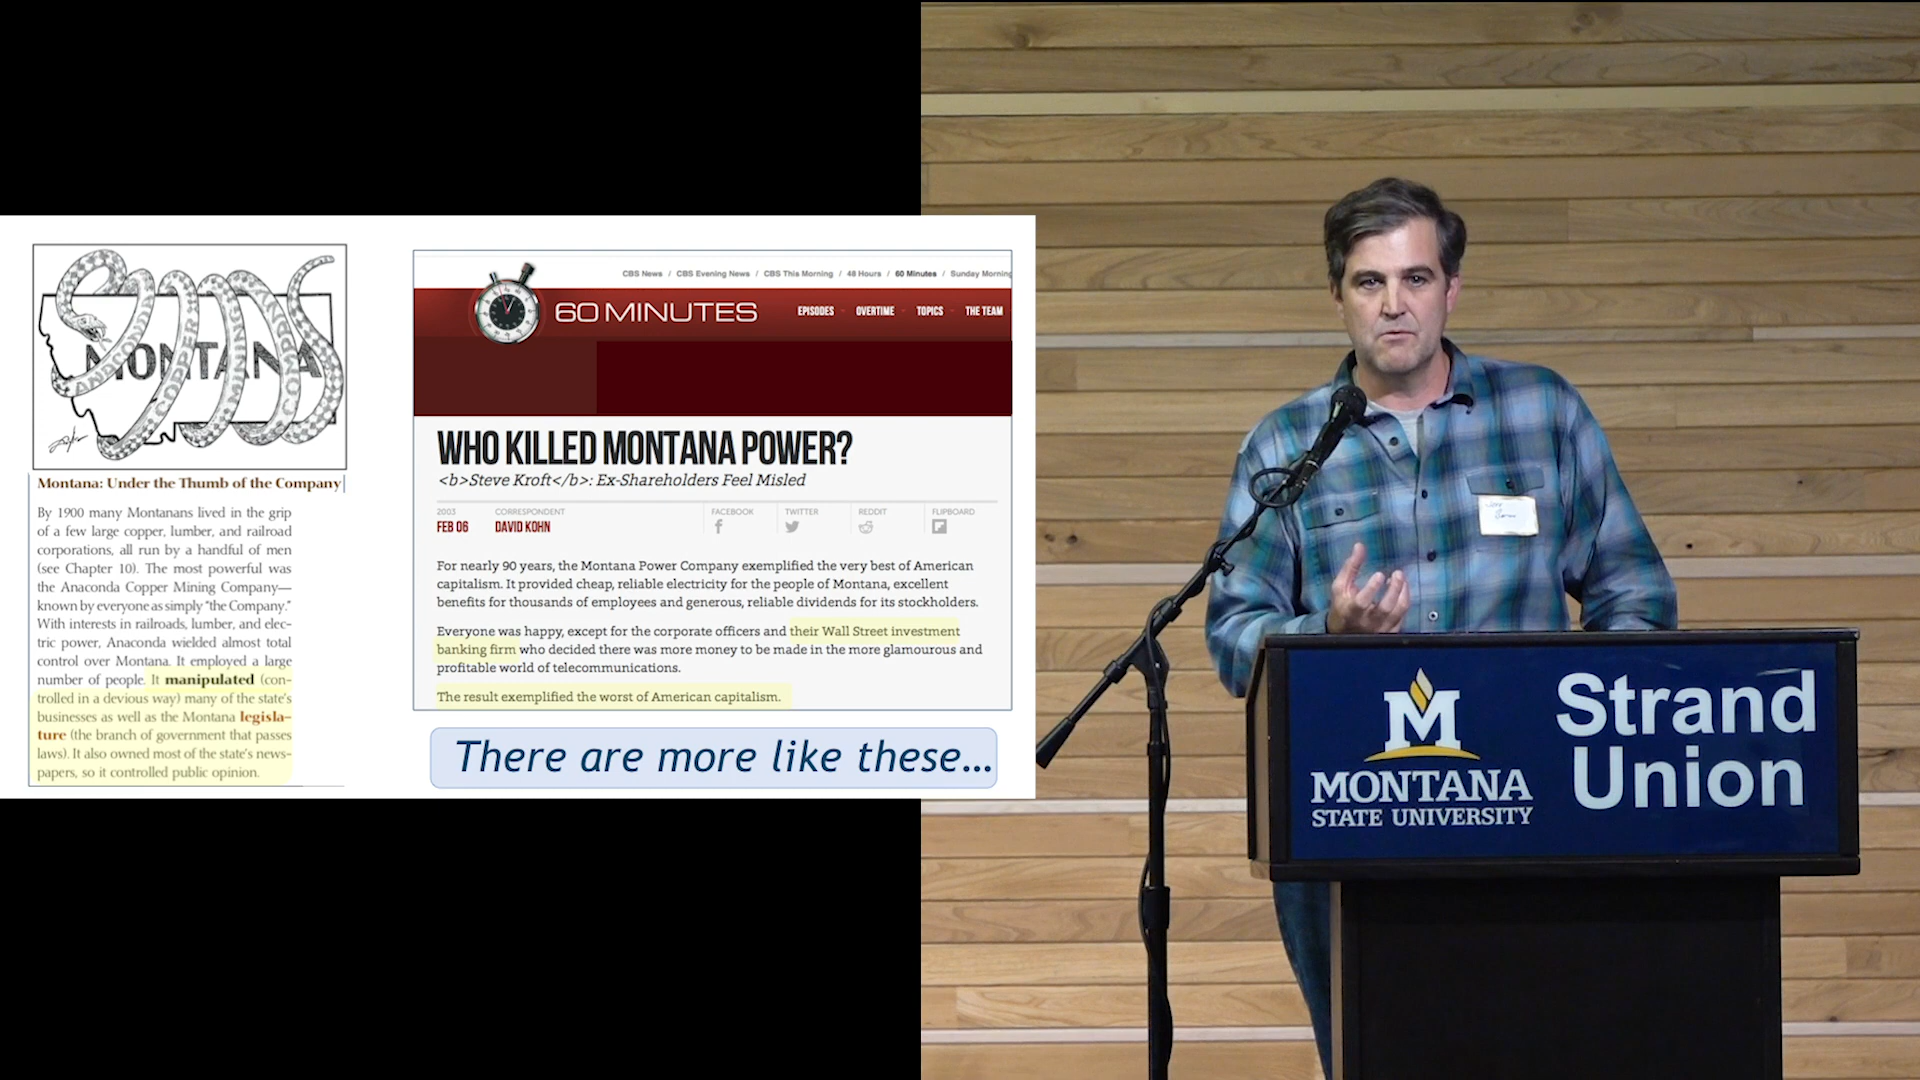 MONTANA
ANACONDA COPPER MINING COMPANY
Montana: Under the Thumb of the Company
By 1900 many Montanans lived in the grip
of a few large copper, lumber, and railroad
corporations, all run by a handful of men
(see Chapter 10). The most powerful was
the Anaconda Copper Mining Company—
known by everyone as simply "the Company."
With interests in railroads, lumber, and elec-
tric power, Anaconda wielded almost total
control over Montana. It employed a large
number of people. It manipulated (con-
trolled in a devious way) many of the state's
businesses as well as the Montana legisla-
ture (the branch of government that passes
laws). It also owned most of the state's news-
papers, so it controlled public opinion.
CBS News / CBS Evening News / CBS This Morning / 48 Hours / 60 Minutes / Sunday Morning
60 MINUTES
EPISODES OVERTIME TOPICS THE TEAM
WHO KILLED MONTANA POWER?
<b>Steve Kroft</b>: Ex-Shareholders Feel Misled
2003 CORRESPONDENT FACEBOOK TWITTER REDDIT FLIPBOARD
FEB 06 DAVID KOHN
For nearly 90 years, the Montana Power Company exemplified the very best of American
capitalism. It provided cheap, reliable electricity for the people of Montana, excellent
benefits for thousands of employees and generous, reliable dividends for its stockholders.
Everyone was happy, except for the corporate officers and their Wall Street investment
banking firm who decided there was more money to be made in the more glamourous and
profitable world of telecommunications.
The result exemplified the worst of American capitalism.
There are more like these...
M
MONTANA
STATE UNIVERSITY
Strand
Union